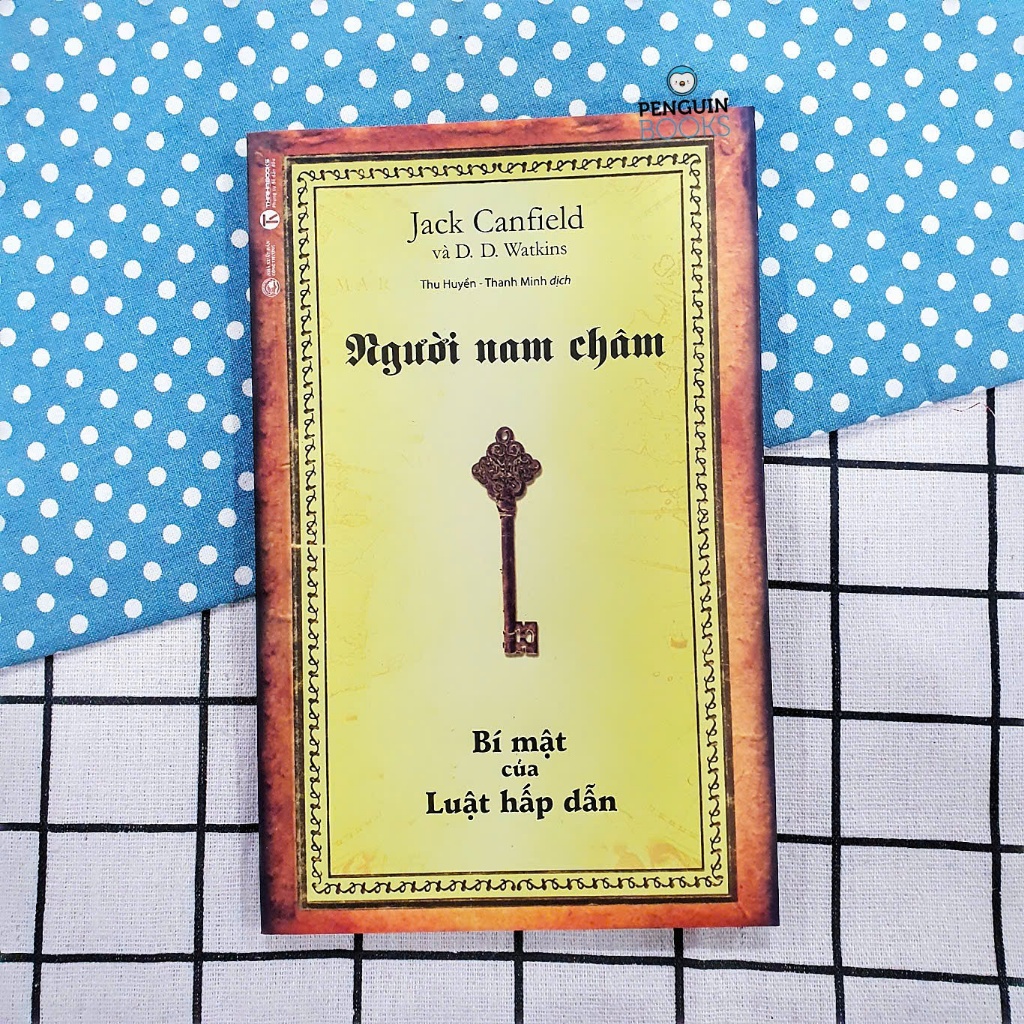 PENGUIN
BOOKS
THAIHABOOKS
Jack Canfield
và D. D. Watkins
Thu Huyền - Thanh Minh dịch
Người nam châm
Bí mật
của
Luật hấp dẫn